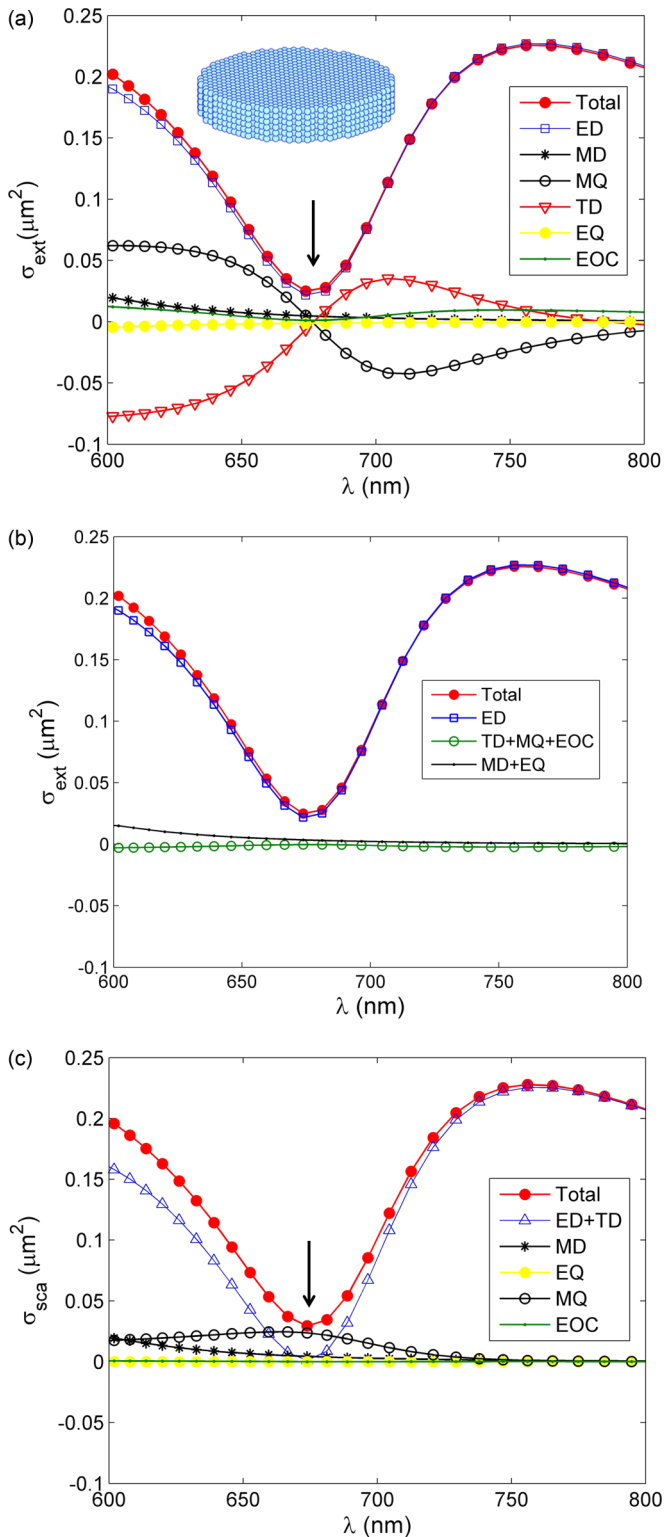 (a)
0.25
0.2
0.15
0.1
0.05
0
-0.05
-0.1
σext(μm²)
Total
ED
MD
MQ
TD
EQ
EOC
600
650
700
750
800
λ (nm)
(b)
0.25
0.2
0.15
0.1
0.05
0
-0.05
-0.1
σext (μm²)
Total
ED
TD+MQ+EOC
MD+EQ
600
650
700
750
800
λ (nm)
(c)
0.25
0.2
0.15
0.1
0.05
0
-0.05
-0.1
σsca (μm²)
Total
ED+TD
MD
EQ
MQ
EOC
600
650
700
750
800
λ (nm)